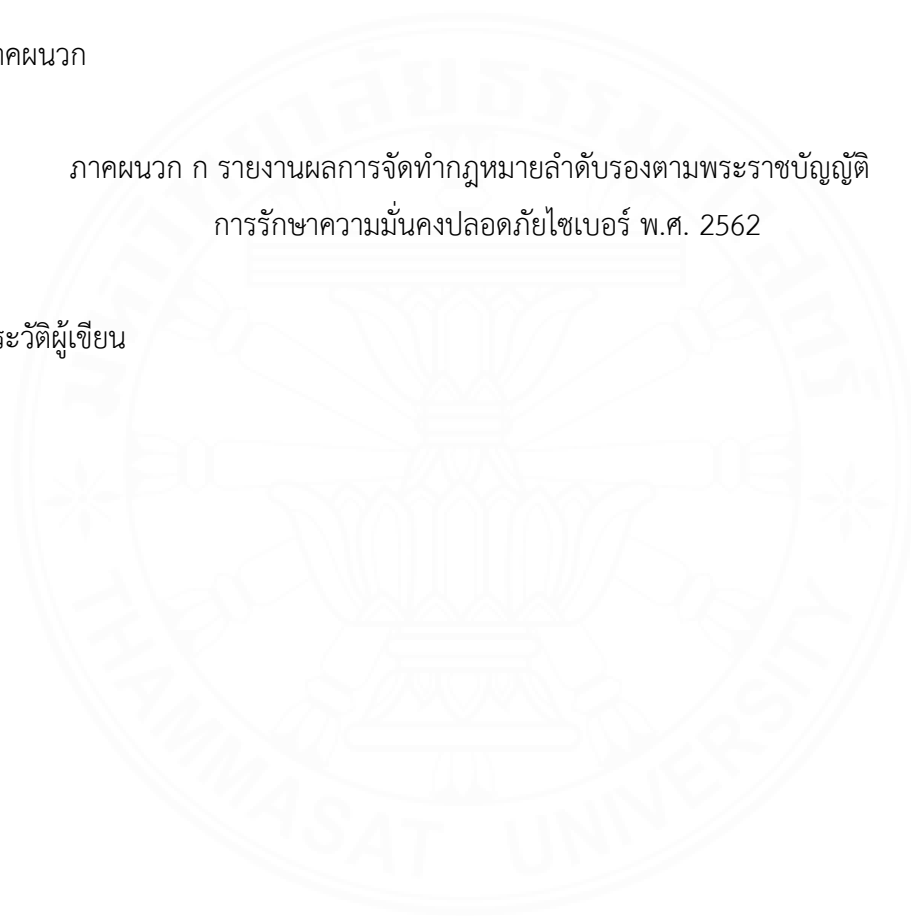 าคผนวก
ภาคผนวก ก รายงานผลการจัดทำกฎหมายลำดับรองตามพระราชบัญญัติ
การรักษาความมั่นคงปลอดภัยไซเบอร์ พ.ศ. 2562
ระวัติผู้เขียน
THAMMASAT UNIVERSITY